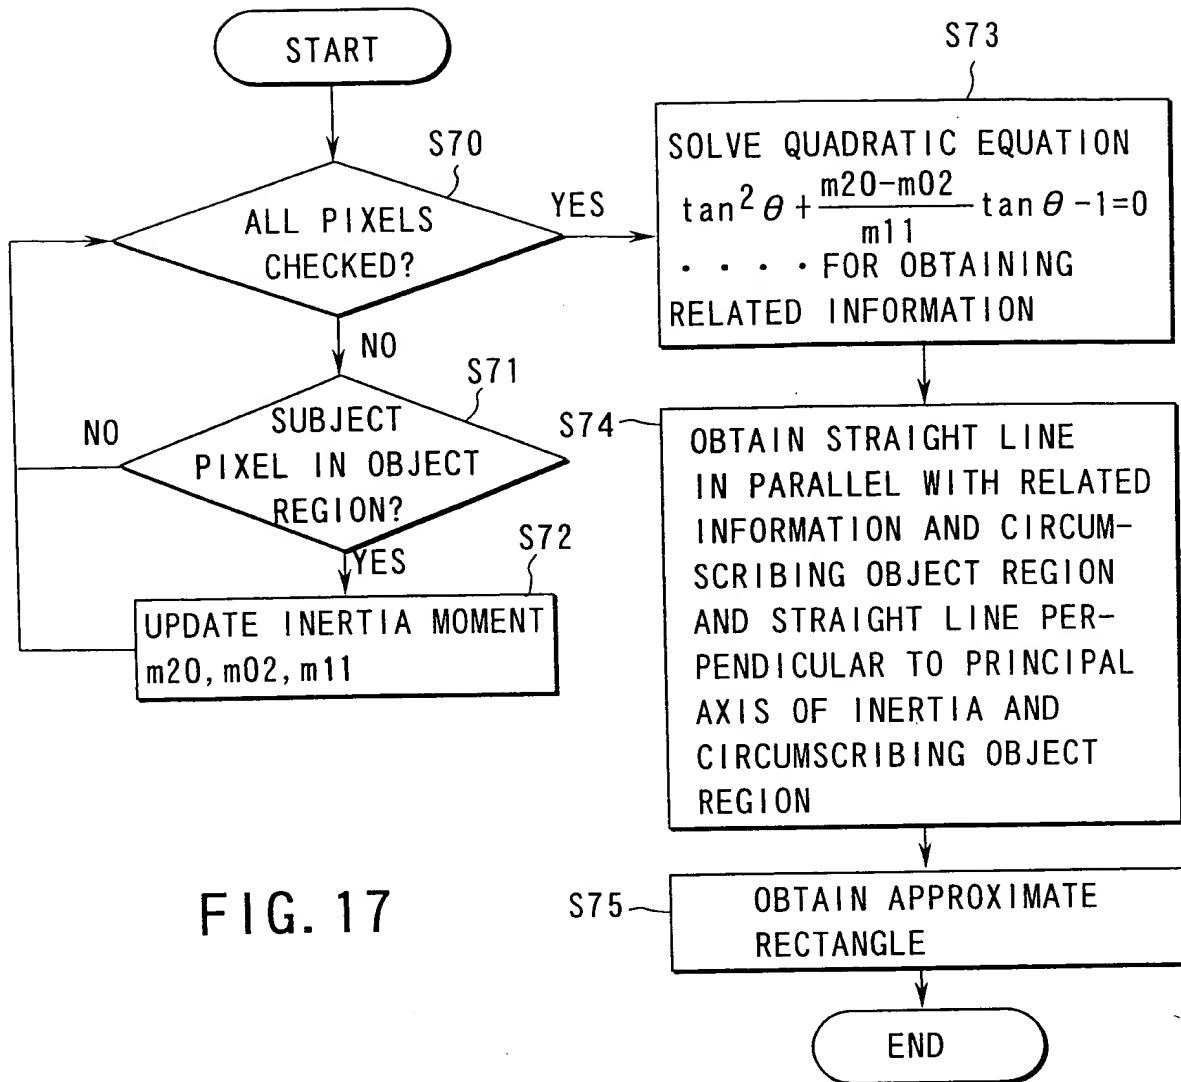 START
S70
ALL PIXELS
CHECKED?
YES
NO
S71
SUBJECT
PIXEL IN OBJECT
REGION?
NO
YES
S72
UPDATE INERTIA MOMENT
m20, m02, m11
S73
SOLVE QUADRATIC EQUATION
tan² θ + (m20-m02)/m11 tan θ -1=0
・・・・ FOR OBTAINING
RELATED INFORMATION
S74
OBTAIN STRAIGHT LINE
IN PARALLEL WITH RELATED
INFORMATION AND CIRCUM-
SCRIBING OBJECT REGION
AND STRAIGHT LINE PER-
PENDICULAR TO PRINCIPAL
AXIS OF INERTIA AND
CIRCUMSCRIBING OBJECT
REGION
S75
OBTAIN APPROXIMATE
RECTANGLE
END
FIG. 17